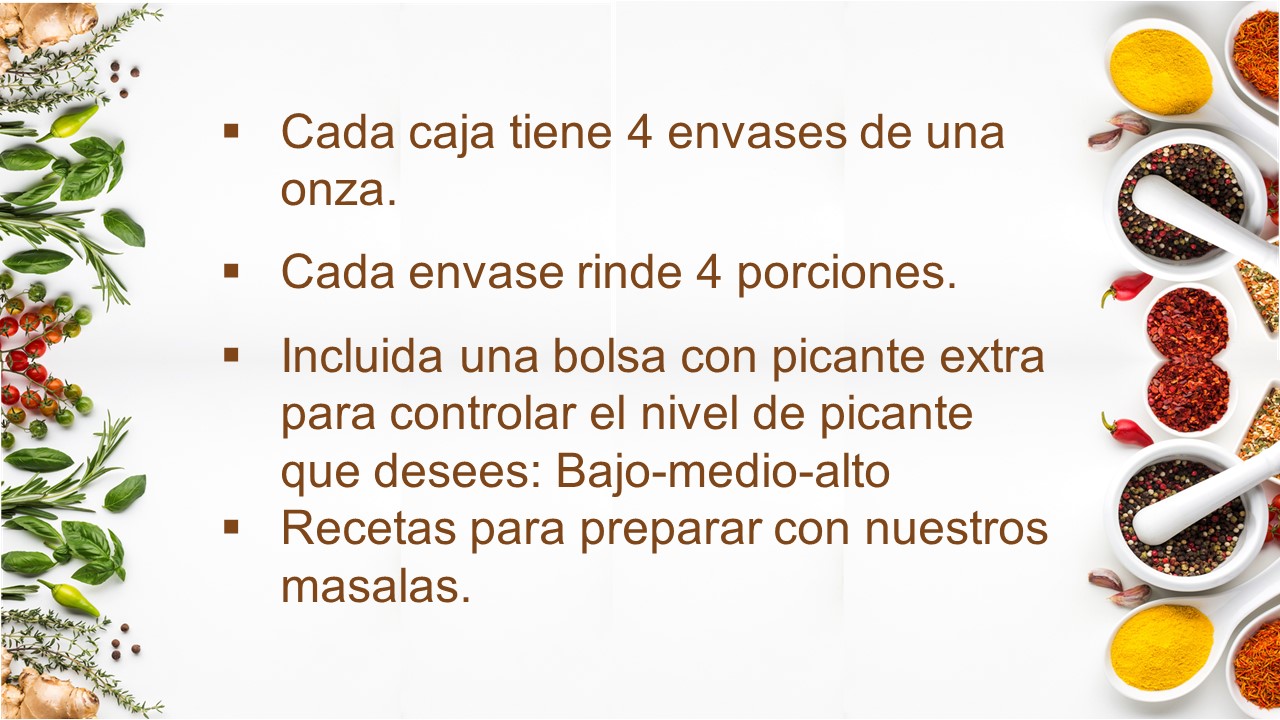 ▪ Cada caja tiene 4 envases de una
onza.
▪ Cada envase rinde 4 porciones.
▪ Incluida una bolsa con picante extra
para controlar el nivel de picante
que desees: Bajo-medio-alto
▪ Recetas para preparar con nuestros
masalas.